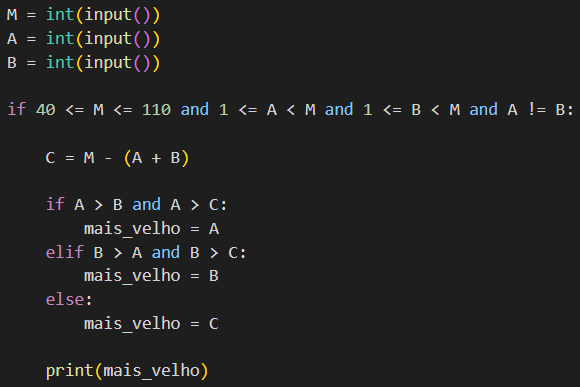 M = int(input())
A = int(input())
B = int(input())
if 40 <= M <= 110 and 1 <= A < M and 1 <= B < M and A != B:
    C = M - (A + B)
    if A > B and A > C:
        mais_velho = A
    elif B > A and B > C:
        mais_velho = B
    else:
        mais_velho = C
    print(mais_velho)